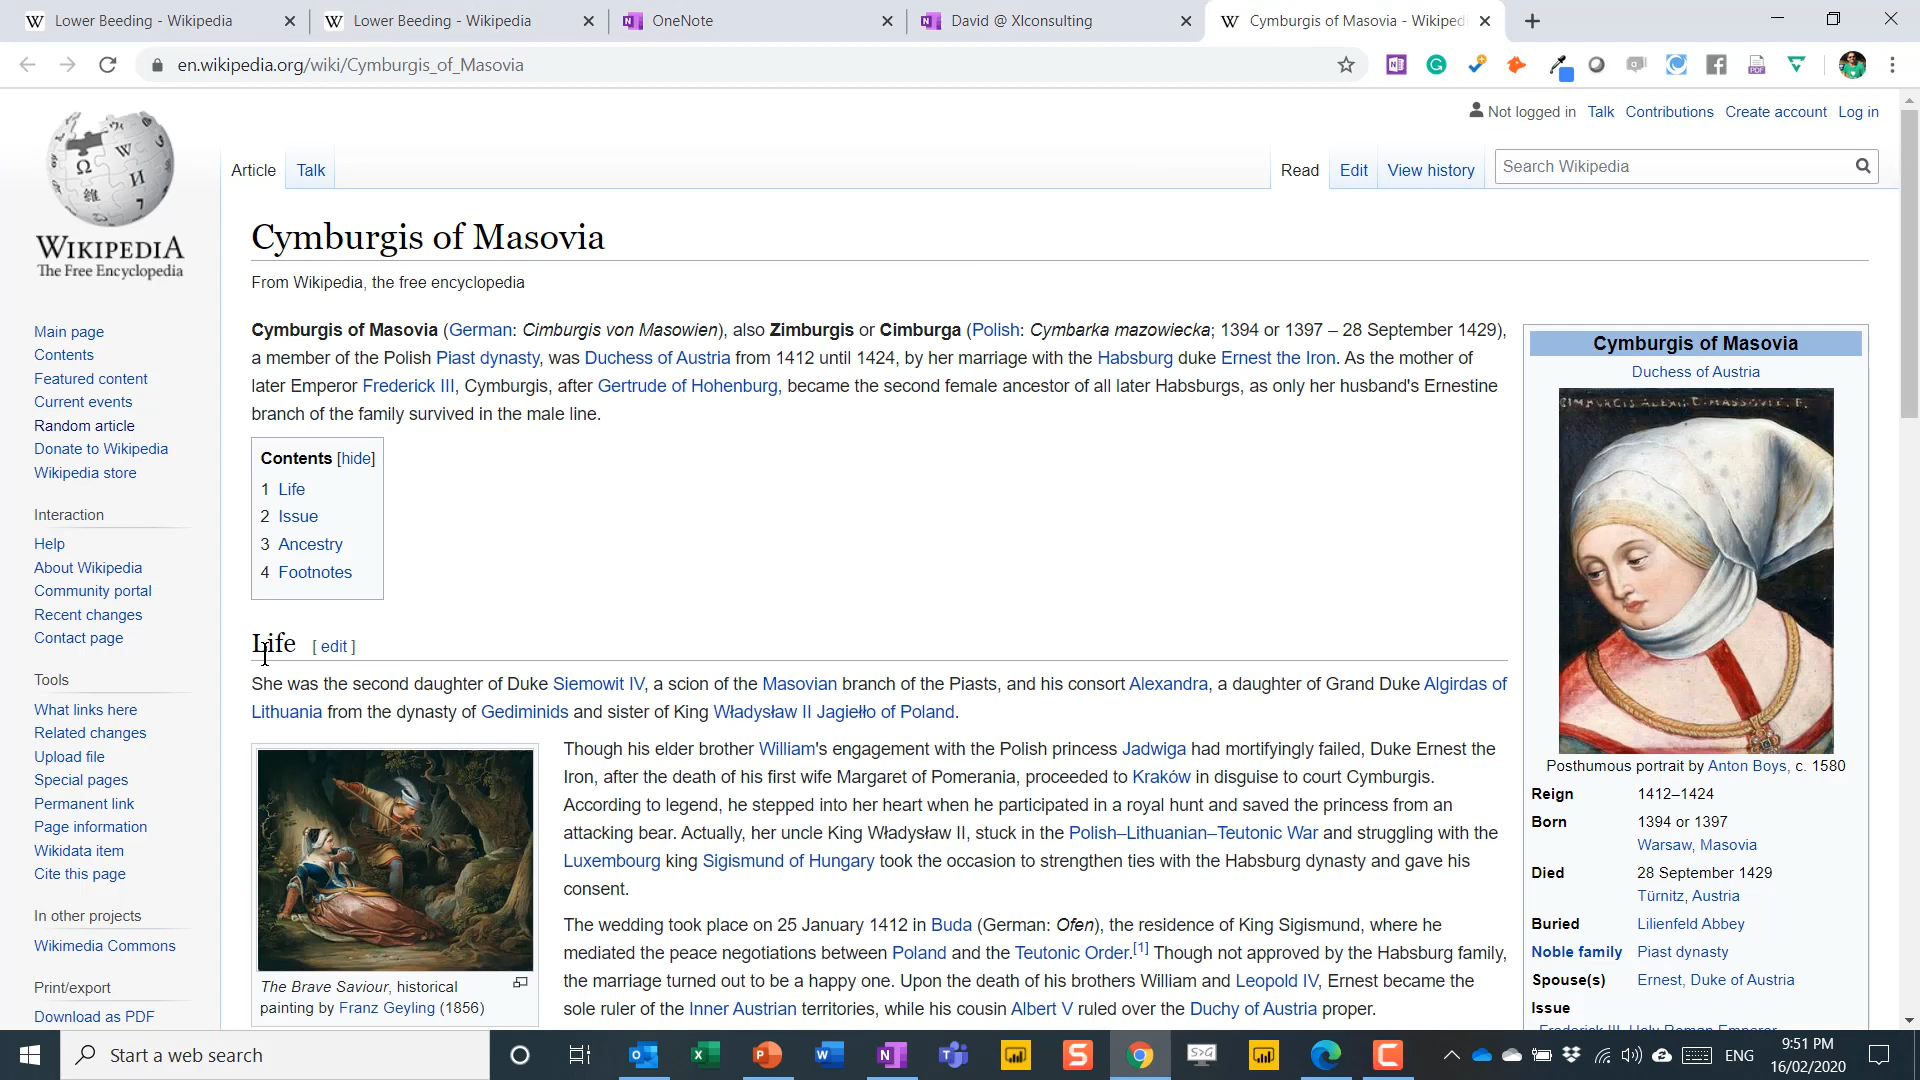 Lower Beeding - Wikipedia
Lower Beeding - Wikipedia
OneNote
David @ Xlconsulting
Cymburgis of Masovia - Wikiped
en.wikipedia.org/wiki/Cymburgis_of_Masovia
Not logged in Talk Contributions Create account Log in
Article Talk Read Edit View history Search Wikipedia
WIKIPEDIA
The Free Encyclopedia
Main page
Contents
Featured content
Current events
Random article
Donate to Wikipedia
Wikipedia store
Interaction
Help
About Wikipedia
Community portal
Recent changes
Contact page
Tools
What links here
Related changes
Upload file
Special pages
Permanent link
Page information
Wikidata item
Cite this page
In other projects
Wikimedia Commons
Print/export
Download as PDF
Cymburgis of Masovia
From Wikipedia, the free encyclopedia
Cymburgis of Masovia (German: Cimburgis von Masowien), also Zimburgis or Cimburga (Polish: Cymbarka mazowiecka; 1394 or 1397 – 28 September 1429),
a member of the Polish Piast dynasty, was Duchess of Austria from 1412 until 1424, by her marriage with the Habsburg duke Ernest the Iron. As the mother of
later Emperor Frederick III, Cymburgis, after Gertrude of Hohenburg, became the second female ancestor of all later Habsburgs, as only her husband's Ernestine
branch of the family survived in the male line.
Contents [hide]
1 Life
2 Issue
3 Ancestry
4 Footnotes
Life [ edit ]
She was the second daughter of Duke Siemowit IV, a scion of the Masovian branch of the Piasts, and his consort Alexandra, a daughter of Grand Duke Algirdas of
Lithuania from the dynasty of Gediminids and sister of King Władysław II Jagiełło of Poland.
The Brave Saviour, historical
painting by Franz Geyling (1856)
Though his elder brother William's engagement with the Polish princess Jadwiga had mortifyingly failed, Duke Ernest the
Iron, after the death of his first wife Margaret of Pomerania, proceeded to Kraków in disguise to court Cymburgis.
According to legend, he stepped into her heart when he participated in a royal hunt and saved the princess from an
attacking bear. Actually, her uncle King Władysław II, stuck in the Polish–Lithuanian–Teutonic War and struggling with the
Luxembourg king Sigismund of Hungary took the occasion to strengthen ties with the Habsburg dynasty and gave his
consent.
The wedding took place on 25 January 1412 in Buda (German: Ofen), the residence of King Sigismund, where he
mediated the peace negotiations between Poland and the Teutonic Order.[1] Though not approved by the Habsburg family,
the marriage turned out to be a happy one. Upon the death of his brothers William and Leopold IV, Ernest became the
sole ruler of the Inner Austrian territories, while his cousin Albert V ruled over the Duchy of Austria proper.
Cymburgis of Masovia
Duchess of Austria
Posthumous portrait by Anton Boys, c. 1580
Reign 1412–1424
Born 1394 or 1397
Warsaw, Masovia
Died 28 September 1429
Türnitz, Austria
Buried Lilienfeld Abbey
Noble family Piast dynasty
Spouse(s) Ernest, Duke of Austria
Issue
Frederick III, Holy Roman Emperor
Start a web search
ENG
9:51 PM
16/02/2020